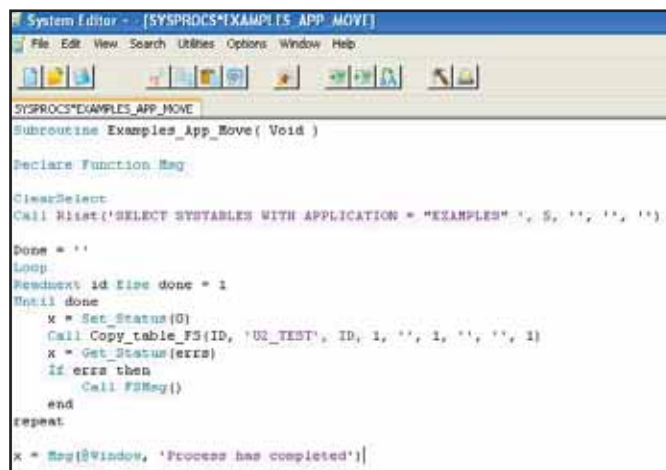 System Editor - - [SYSPROCS*EXAMPLES_APP_MOVE]
File Edit View Search Utilities Options Window Help
SYSPROCS*EXAMPLES_APP_MOVE
Subroutine Examples_App_Move( Void )
Declare Function Msg
ClearSelect
Call Rlist('SELECT SYSTABLES WITH APPLICATION = "EXAMPLES" ', 5, '', '', '')
Done = ''
Loop
Readnext id Else done = 1
Until done
x = Set_Status(0)
Call Copy_table_FS(ID, 'U2_TEST', ID, 1, '', 1, '', '', 1)
x = Get_Status(errs)
If errs then
Call FSMsg()
end
repeat
x = Msg(@Window, 'Process has completed')